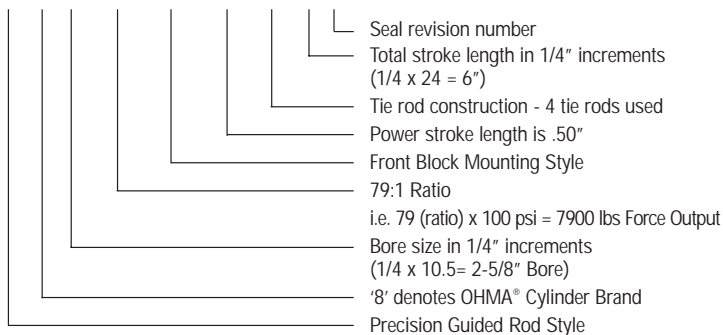 Seal revision number
Total stroke length in 1/4" increments
(1/4 x 24 = 6")
Tie rod construction - 4 tie rods used
Power stroke length is .50"
Front Block Mounting Style
79:1 Ratio
i.e. 79 (ratio) x 100 psi = 7900 lbs Force Output
Bore size in 1/4" increments
(1/4 x 10.5= 2-5/8" Bore)
'8' denotes OHMA® Cylinder Brand
Precision Guided Rod Style